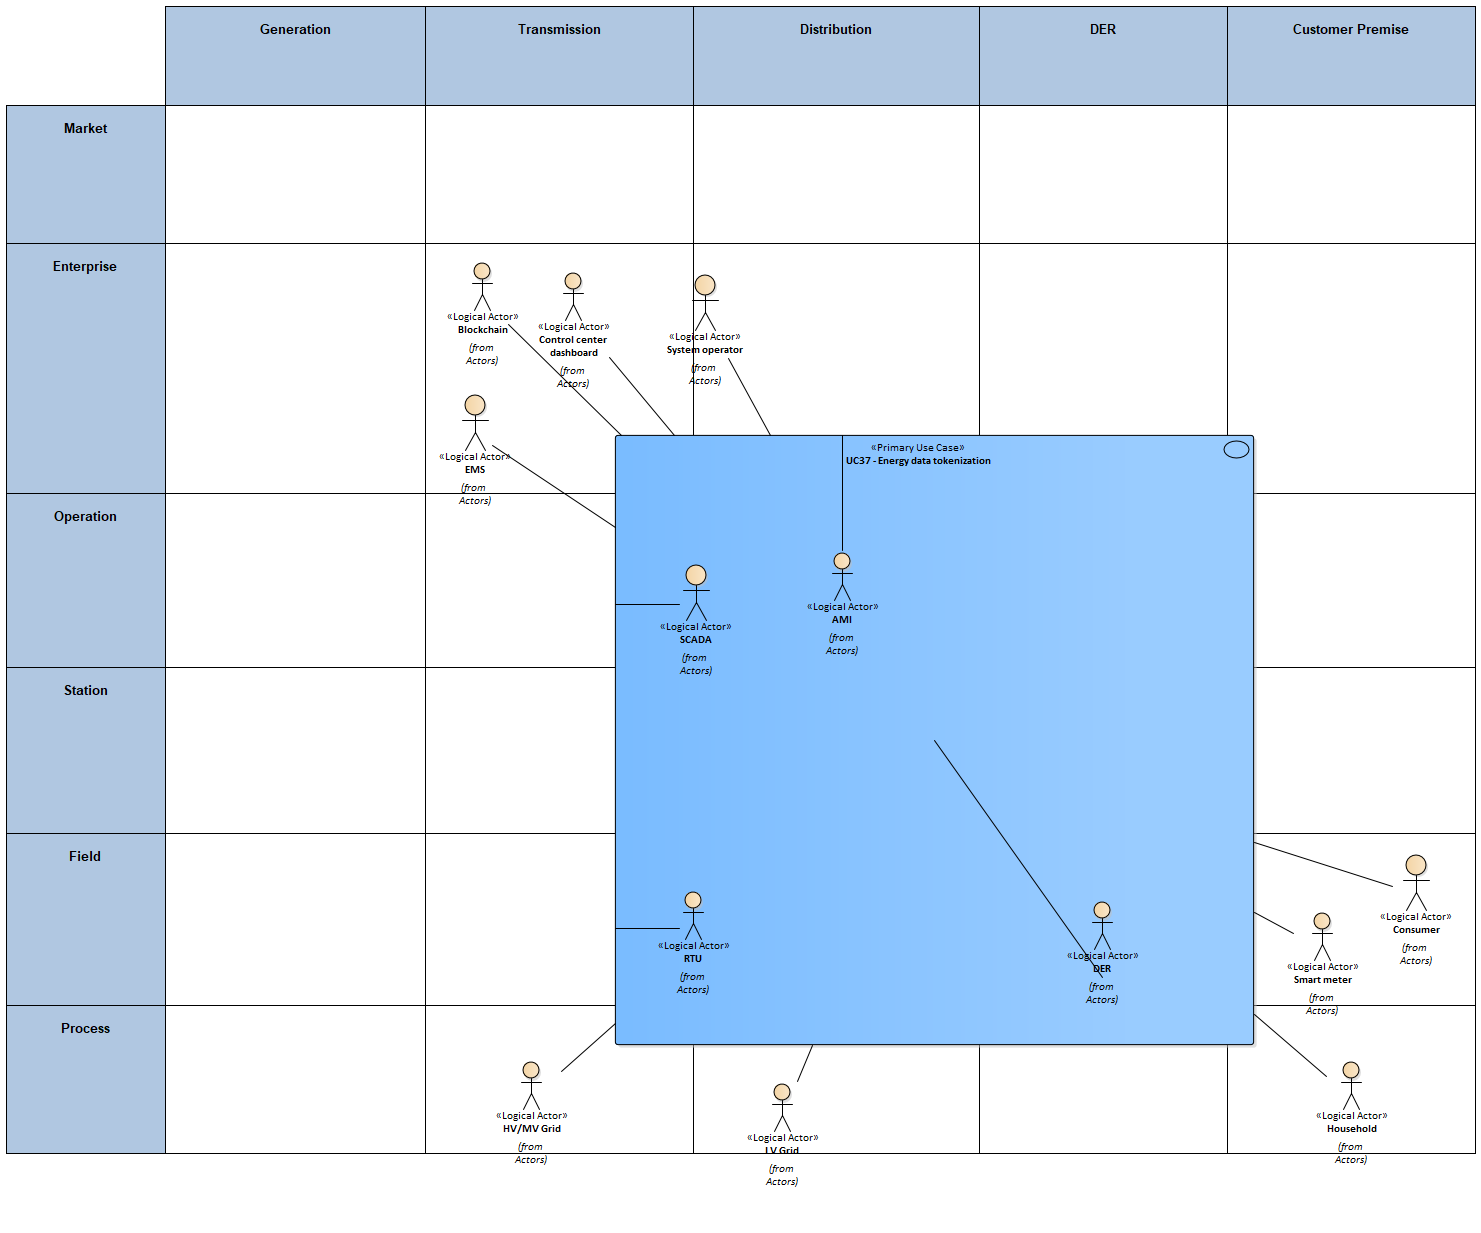 Generation
Transmission
Distribution
DER
Customer Premise
Market
Enterprise
«Logical Actor»
Blockchain
(from
Actors)
«Logical Actor»
Control center
dashboard
(from
Actors)
«Logical Actor»
System operator
(from
Actors)
«Logical Actor»
EMS
(from
Actors)
«Primary Use Case»
UC37 - Energy data tokenization
Operation
«Logical Actor»
SCADA
(from
Actors)
«Logical Actor»
AMI
(from
Actors)
Station
Field
«Logical Actor»
RTU
(from
Actors)
«Logical Actor»
DER
(from
Actors)
«Logical Actor»
Consumer
(from
Actors)
«Logical Actor»
Smart meter
(from
Actors)
Process
«Logical Actor»
HV/MV Grid
(from
Actors)
«Logical Actor»
LV Grid
(from
Actors)
«Logical Actor»
Household
(from
Actors)